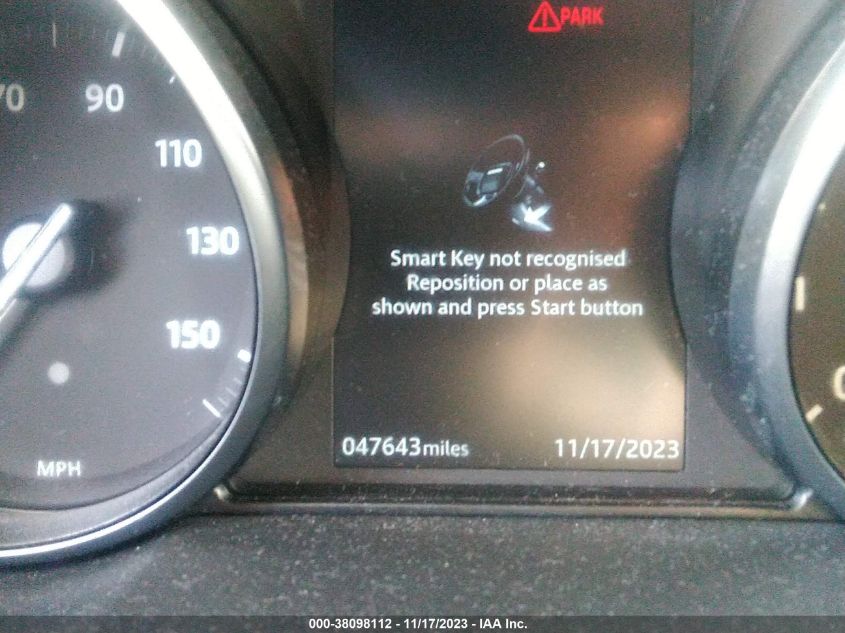 PARK
70
90
110
130
150
MPH
Smart Key not recognised
Reposition or place as
shown and press Start button
047643miles
11/17/2023
000-38098112 - 11/17/2023 - IAA Inc.